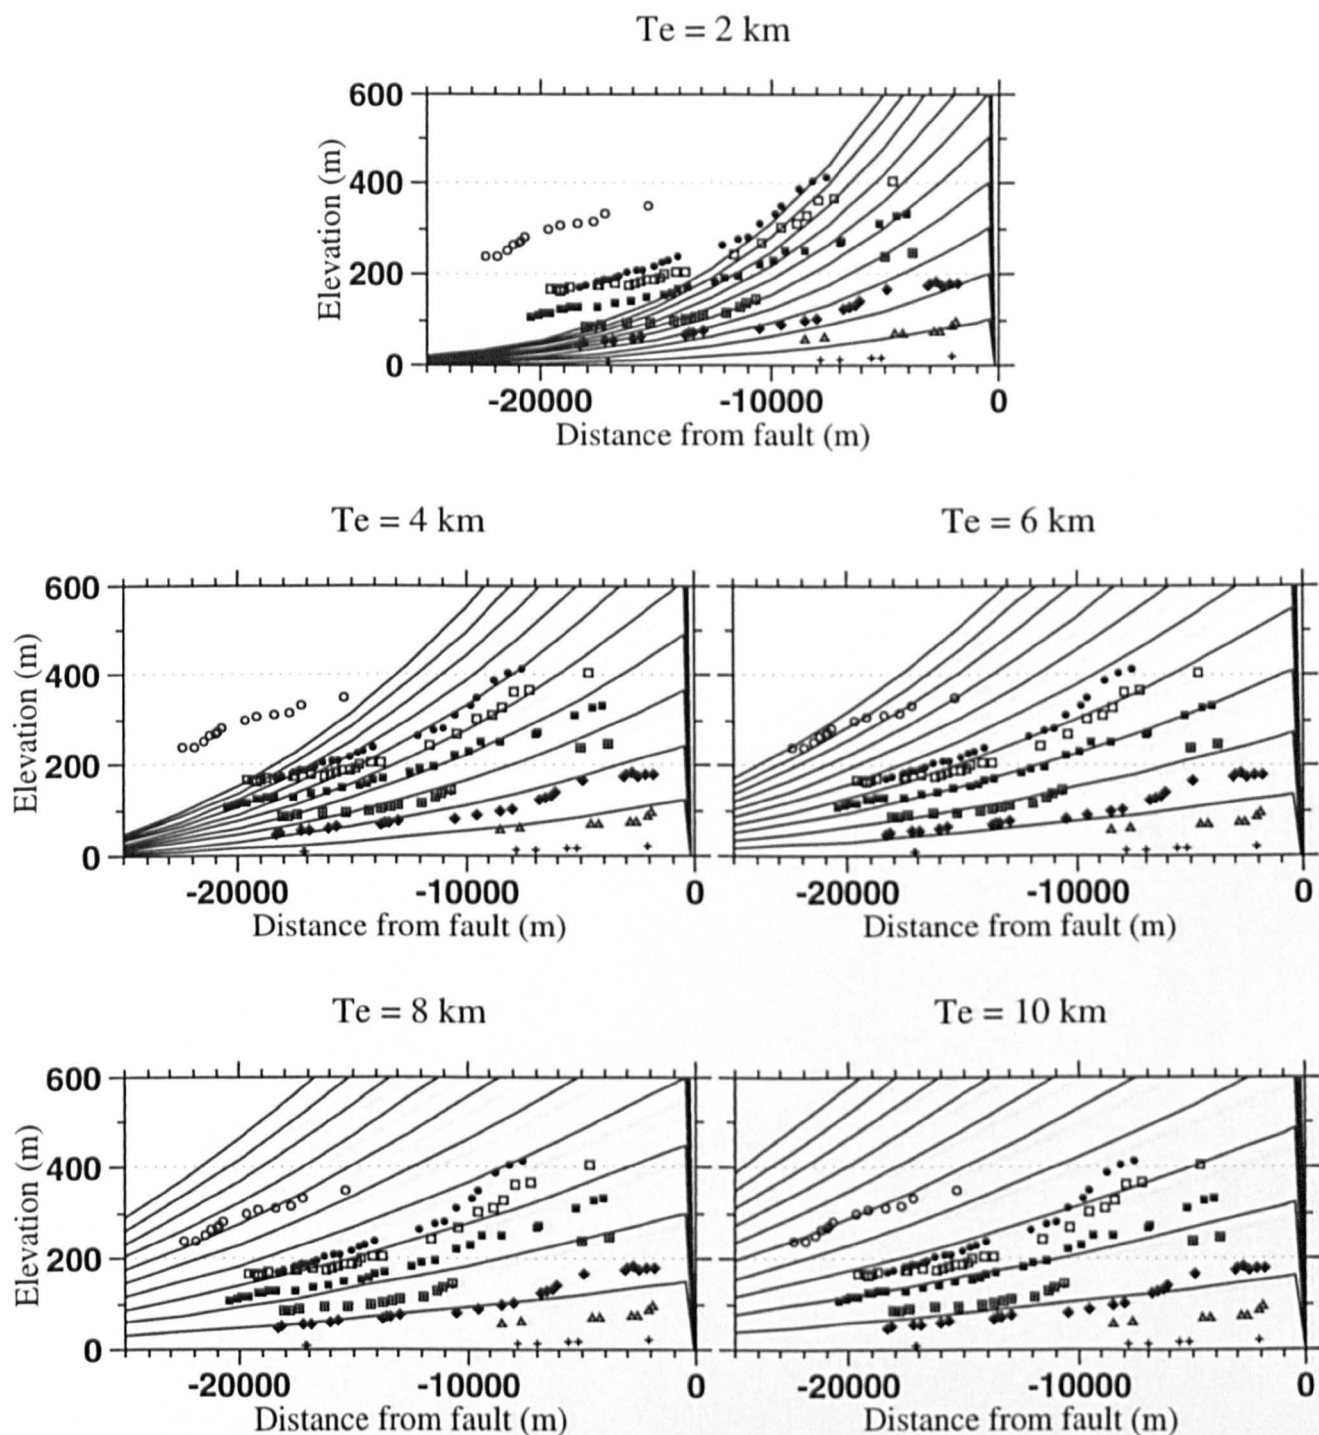 Te = 2 km
600
400
200
0
Elevation (m)
-20000 -10000 0
Distance from fault (m)
Te = 4 km
600
400
200
0
Elevation (m)
-20000 -10000 0
Distance from fault (m)
Te = 6 km
-20000 -10000 0
Distance from fault (m)
Te = 8 km
600
400
200
0
Elevation (m)
-20000 -10000 0
Distance from fault (m)
Te = 10 km
-20000 -10000 0
Distance from fault (m)